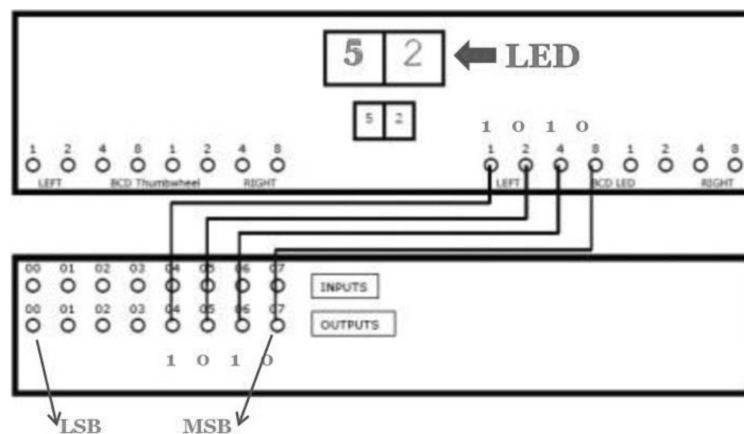 5 2 LED
5 2
1 0 1 0
1 2 4 8 1 2 4 8 1 2 4 8 1 2 4 8
LEFT BCD Thumbwheel RIGHT LEFT BCD LED RIGHT
00 01 02 03 04 05 06 07
INPUTS
00 01 02 03 04 05 06 07
OUTPUTS
1 0 1 0
LSB MSB